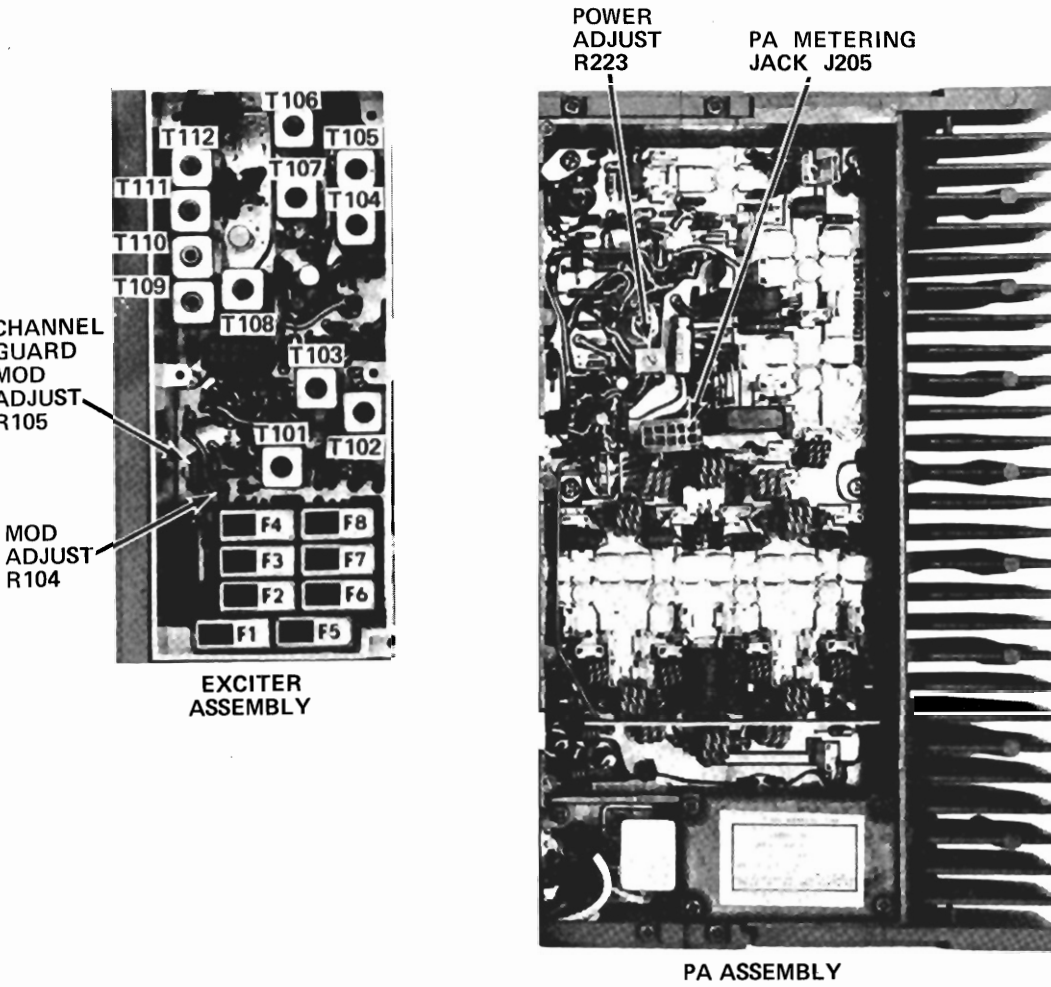 POWER
ADJUST
R223
PA METERING
JACK J205
T106
T112
T105
T107
T111
T104
T110
T109
T108
CHANNEL
GUARD
MOD
ADJUST
R105
T103
T101
T102
MOD
ADJUST
R104
F4
F8
F3
F7
F2
F6
F1
F5
EXCITER
ASSEMBLY
PA ASSEMBLY